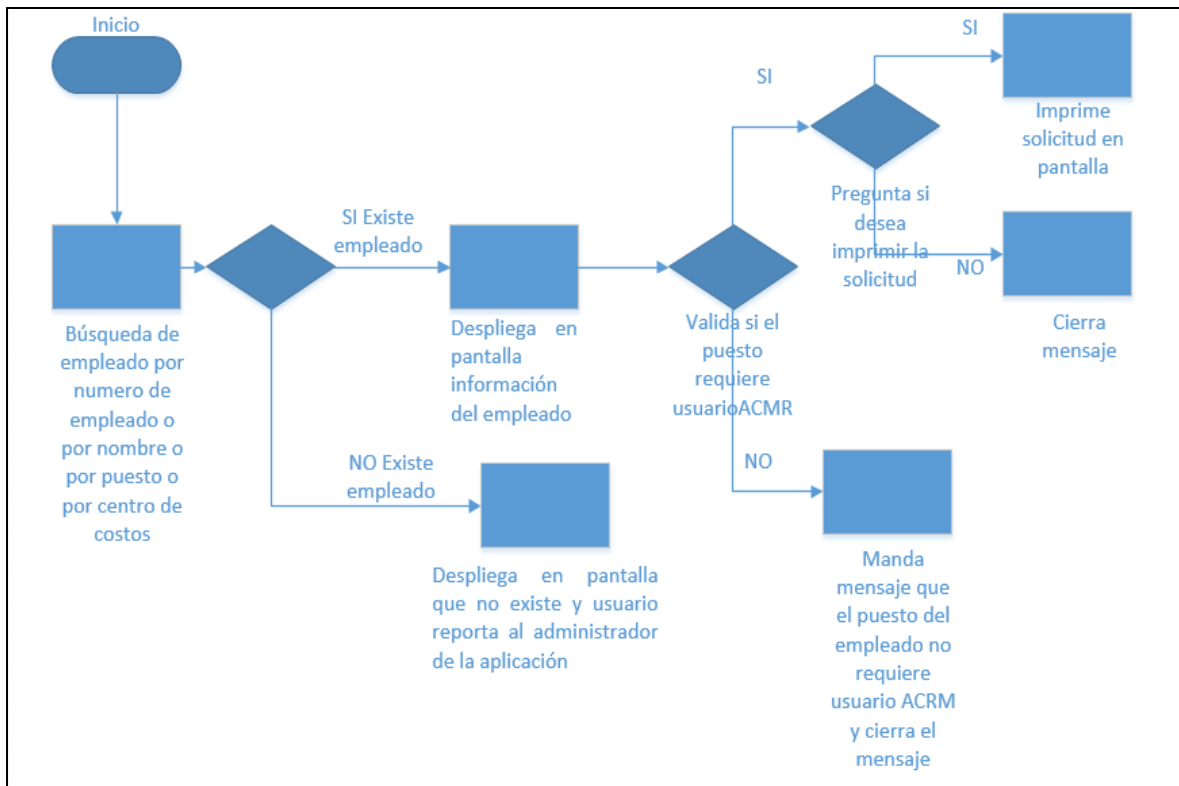 Inicio
Búsqueda de
empleado por
numero de
empleado o
por nombre o
por puesto o
por centro de
costos
SI Existe
empleado
NO Existe
empleado
Despliega en
pantalla
información
del empleado
Despliega en pantalla
que no existe y usuario
reporta al administrador
de la aplicación
Valida si el
puesto
requiere
usuarioACMR
SI
NO
Pregunta si
desea
imprimir la
solicitud
SI
NO
Imprime
solicitud en
pantalla
Cierra
mensaje
Manda
mensaje que
el puesto del
empleado no
requiere
usuario ACRM
y cierra el
mensaje